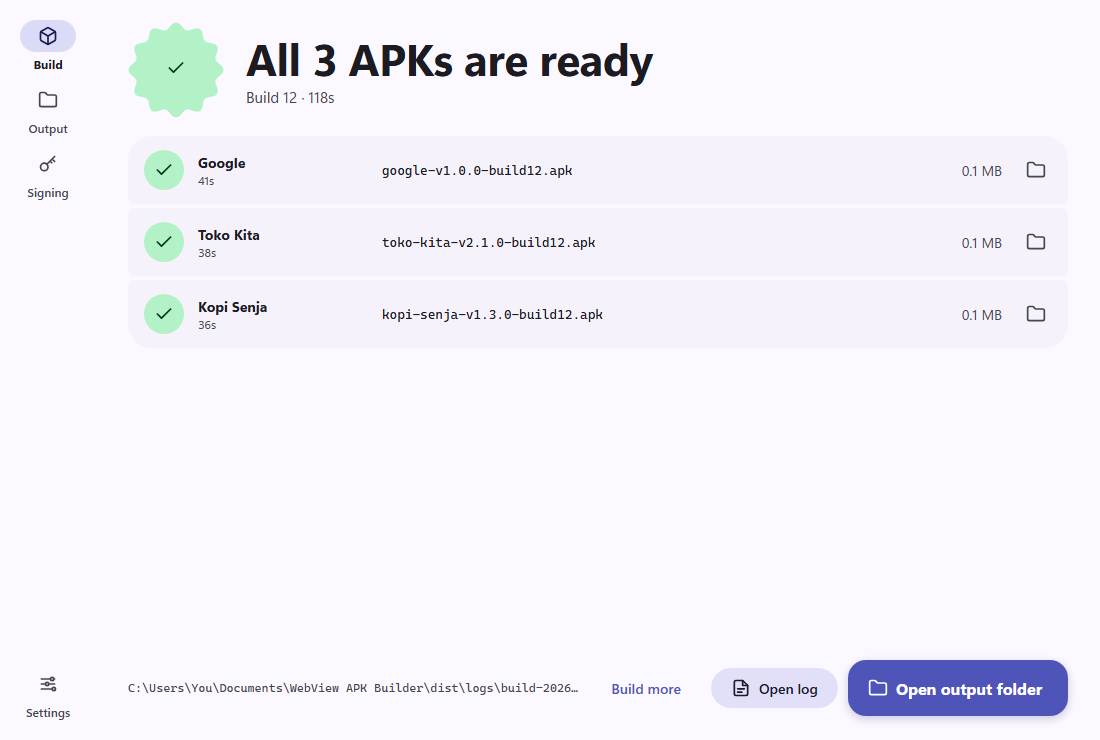 Build
Output
Signing
Settings
All 3 APKs are ready
Build 12 · 118s
Google
41s
google-v1.0.0-build12.apk
0.1 MB
Toko Kita
38s
toko-kita-v2.1.0-build12.apk
0.1 MB
Kopi Senja
36s
kopi-senja-v1.3.0-build12.apk
0.1 MB
C:\Users\You\Documents\WebView APK Builder\dist\logs\build-2026…
Build more
Open log
Open output folder